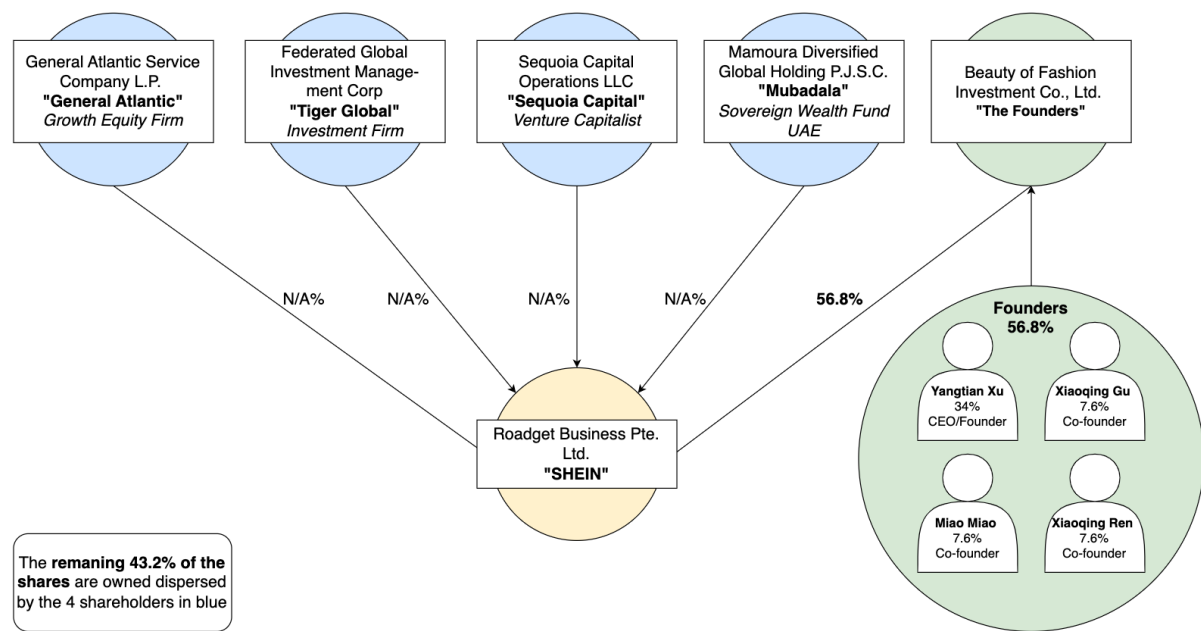 General Atlantic Service
Company L.P.
"General Atlantic"
Growth Equity Firm
Federated Global
Investment Manage-
ment Corp
"Tiger Global"
Investment Firm
Sequoia Capital
Operations LLC
"Sequoia Capital"
Venture Capitalist
Mamoura Diversified
Global Holding P.J.S.C.
"Mubadala"
Sovereign Wealth Fund
UAE
Beauty of Fashion
Investment Co., Ltd.
"The Founders"
N/A%
N/A%
N/A%
N/A%
56.8%
Founders
56.8%
Yangtian Xu
34%
CEO/Founder
Xiaoqing Gu
7.6%
Co-founder
Miao Miao
7.6%
Co-founder
Xiaoqing Ren
7.6%
Co-founder
Roadget Business Pte.
Ltd.
"SHEIN"
The remaning 43.2% of the
shares are owned dispersed
by the 4 shareholders in blue